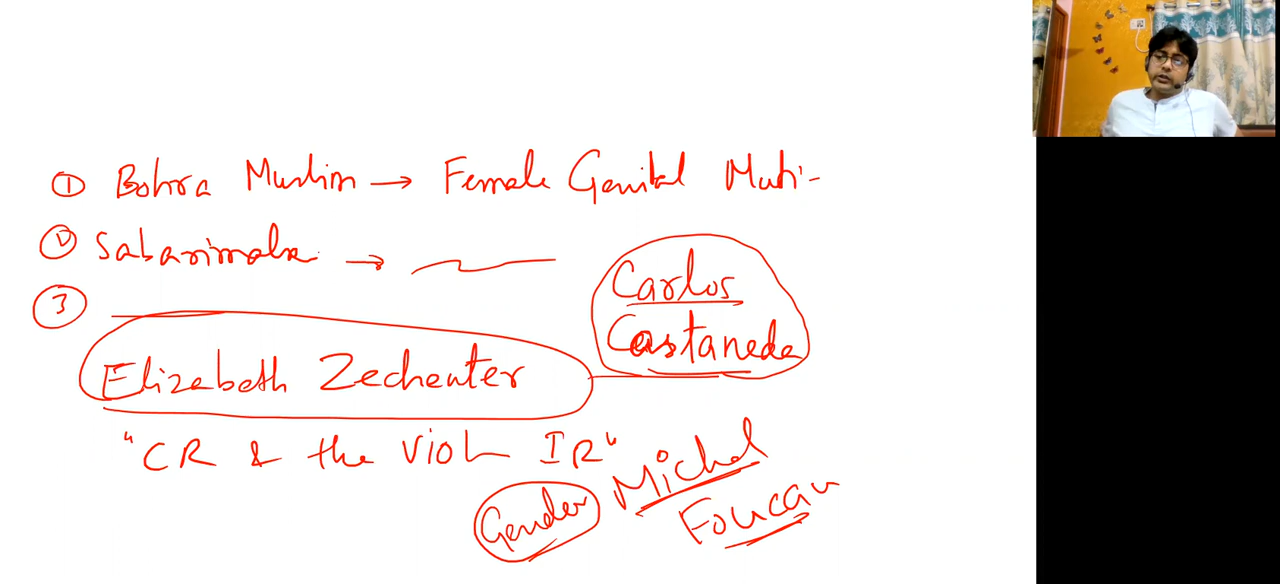 ① Bohra Muslim → Female Genital Muti-
② Sabarimala →
③
Elizabeth Zechenter
Carlos
Castaneda
"CR & the Viol IR"
Gender
Michel
Foucau